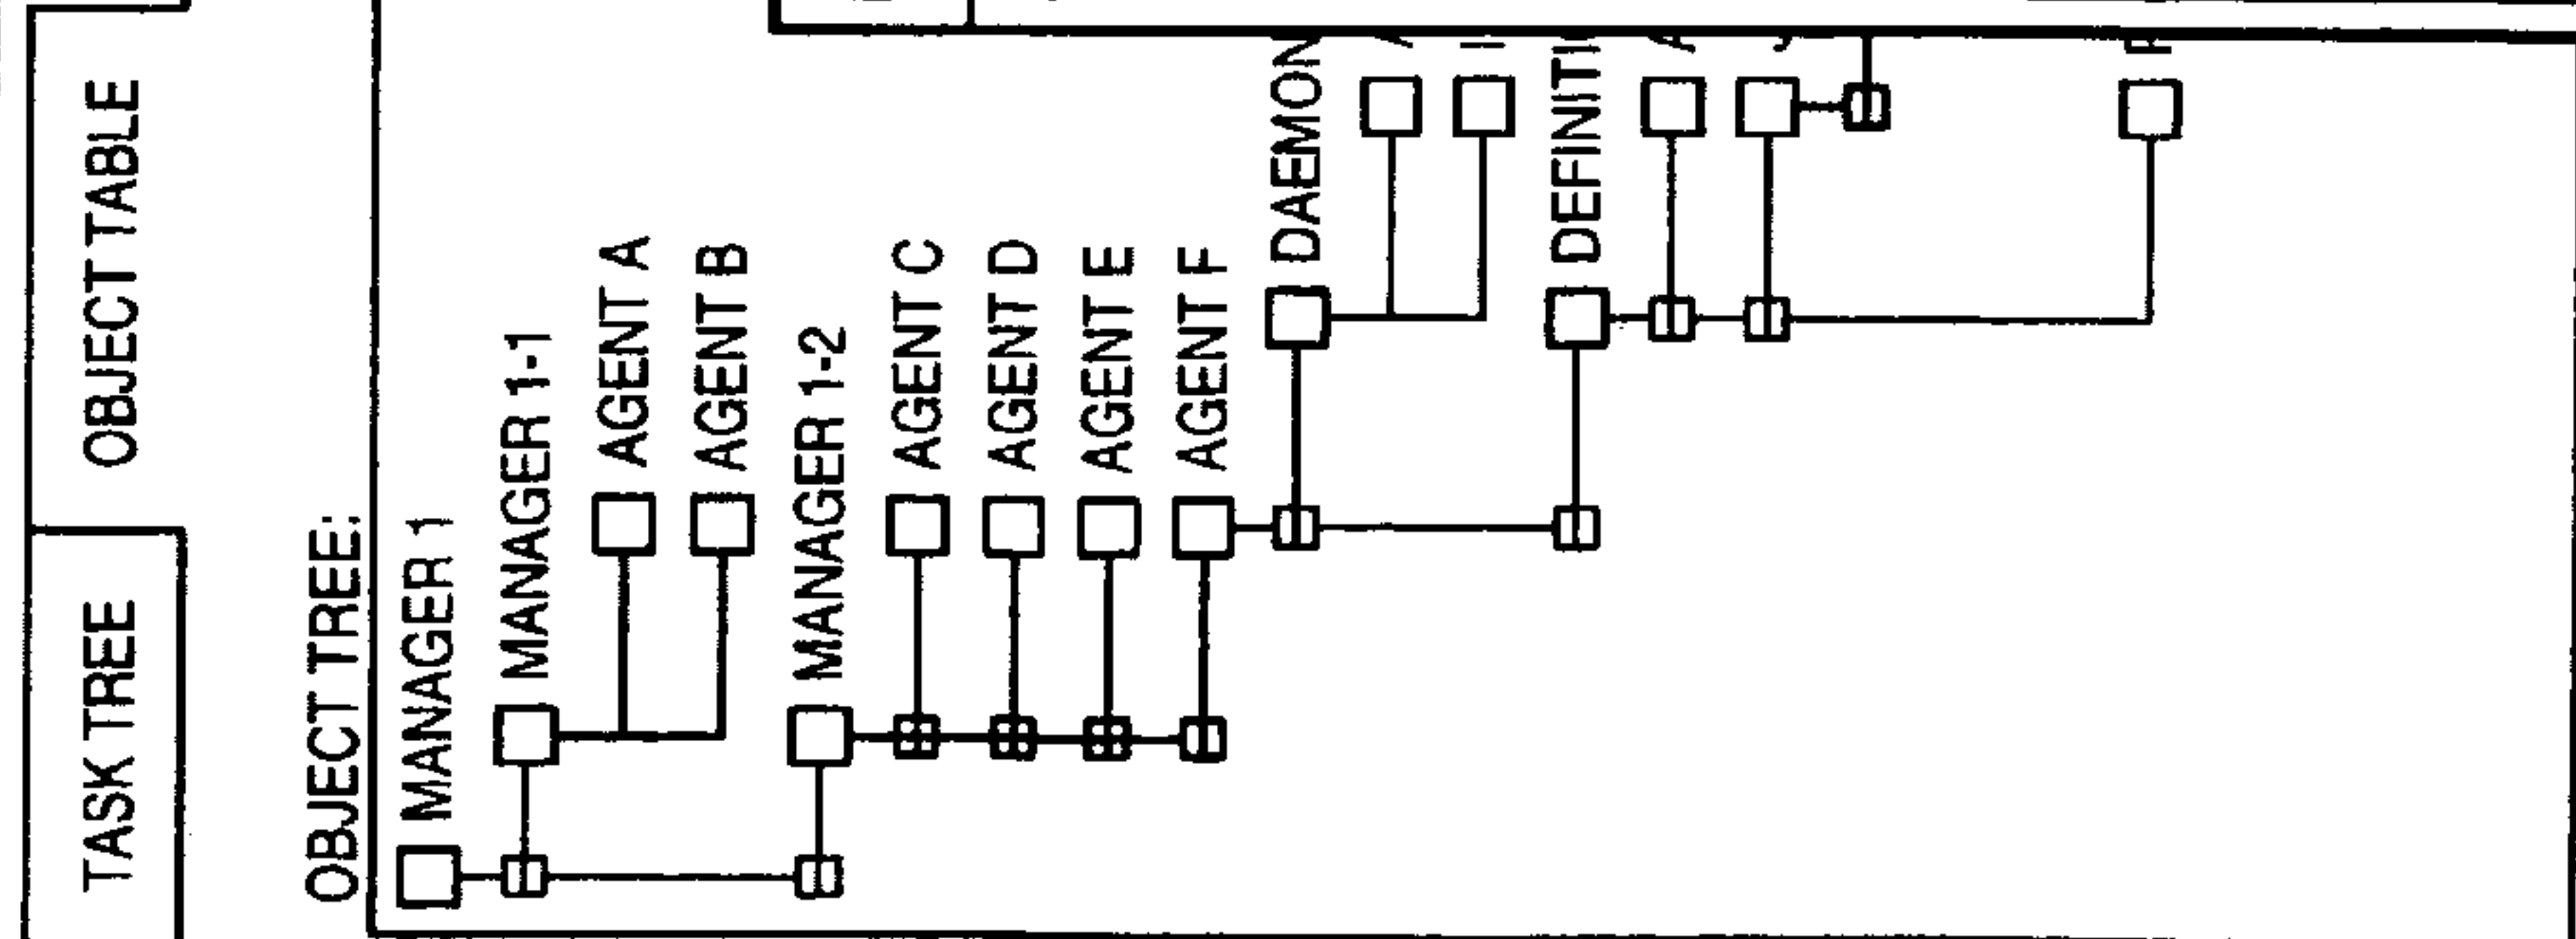 TASK TREE
OBJECT TABLE
OBJECT TREE:
MANAGER 1
MANAGER 1-1
AGENT A
AGENT B
MANAGER 1-2
AGENT C
AGENT D
AGENT E
AGENT F
DAEMON
DEFINITI